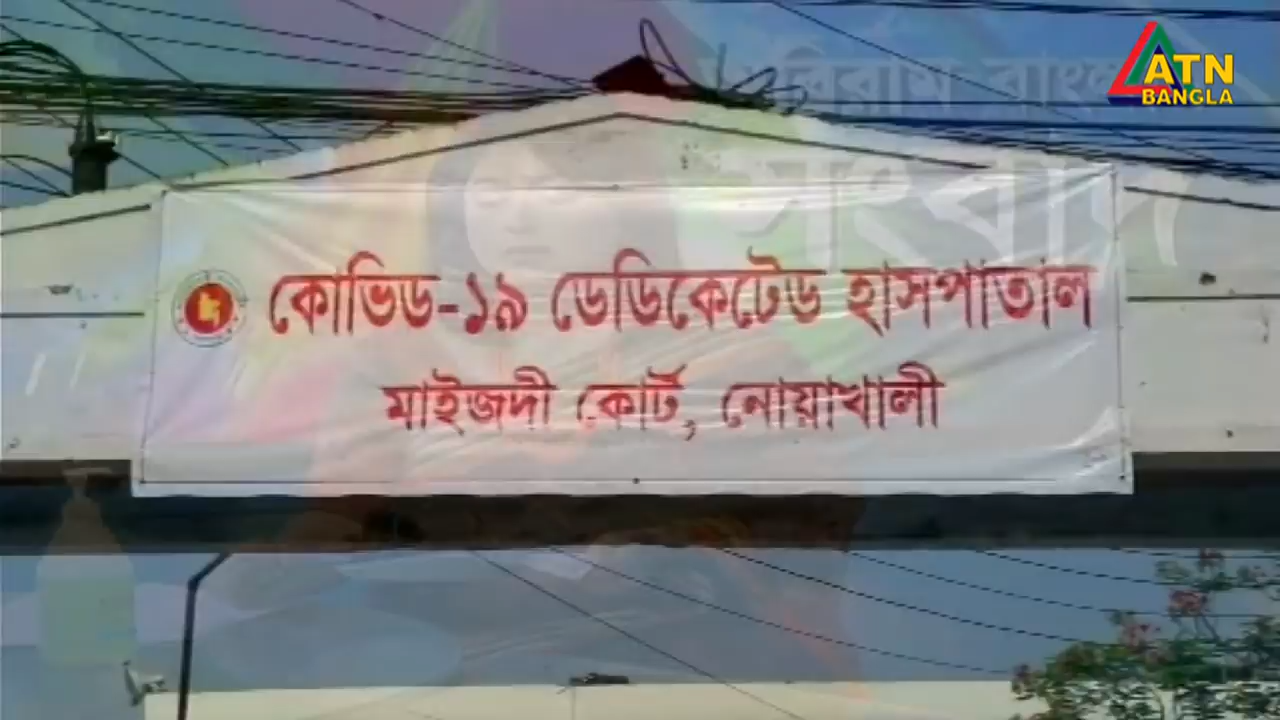 ATN
BANGLA
সংবাদ
কোভিড-১৯ ডেডিকেটেড হাসপাতাল
মাইজদী কোর্ট, নোয়াখালী